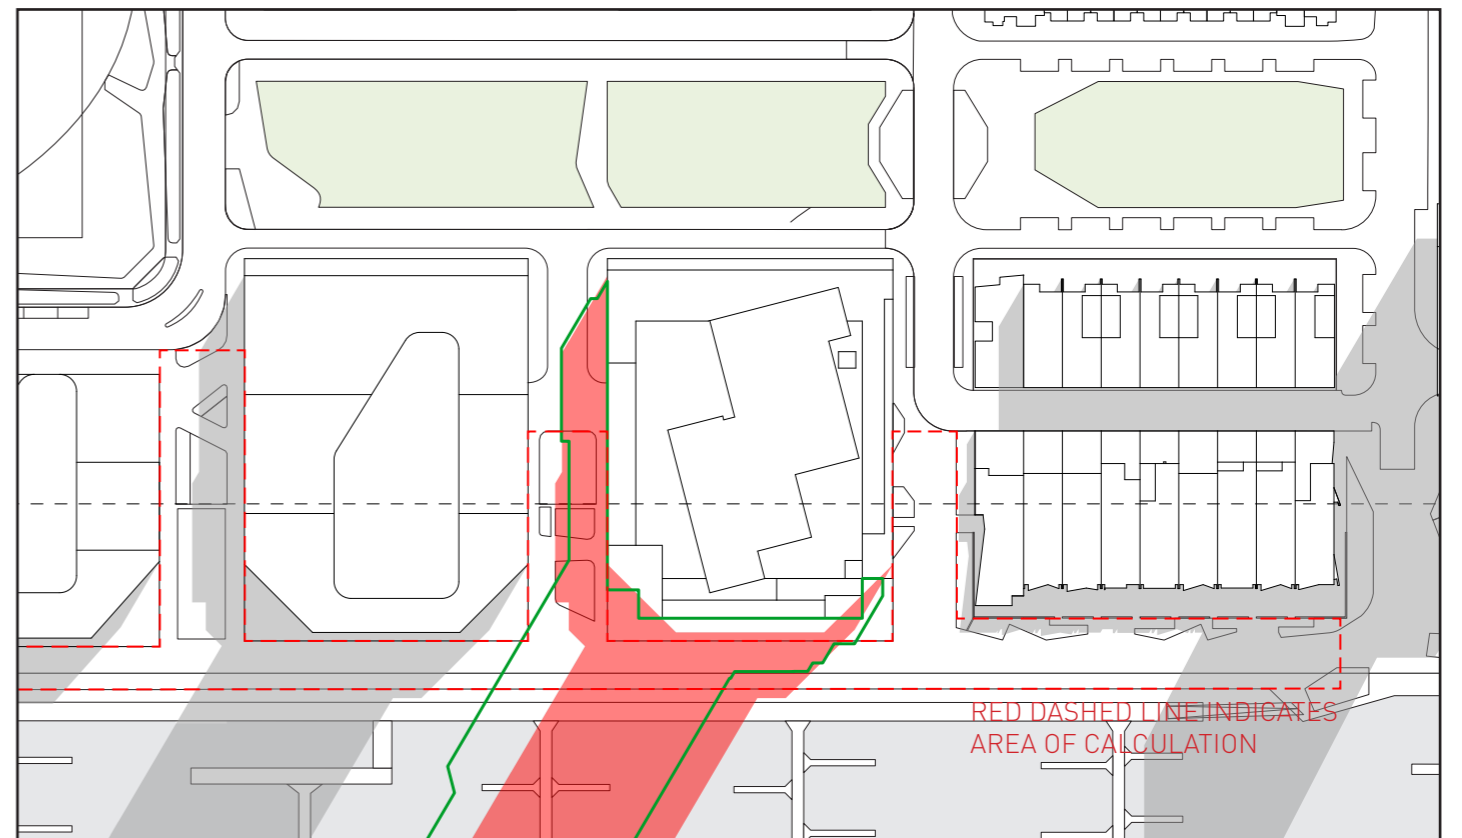 RED DASHED LINE INDICATES
AREA OF CALCULATION